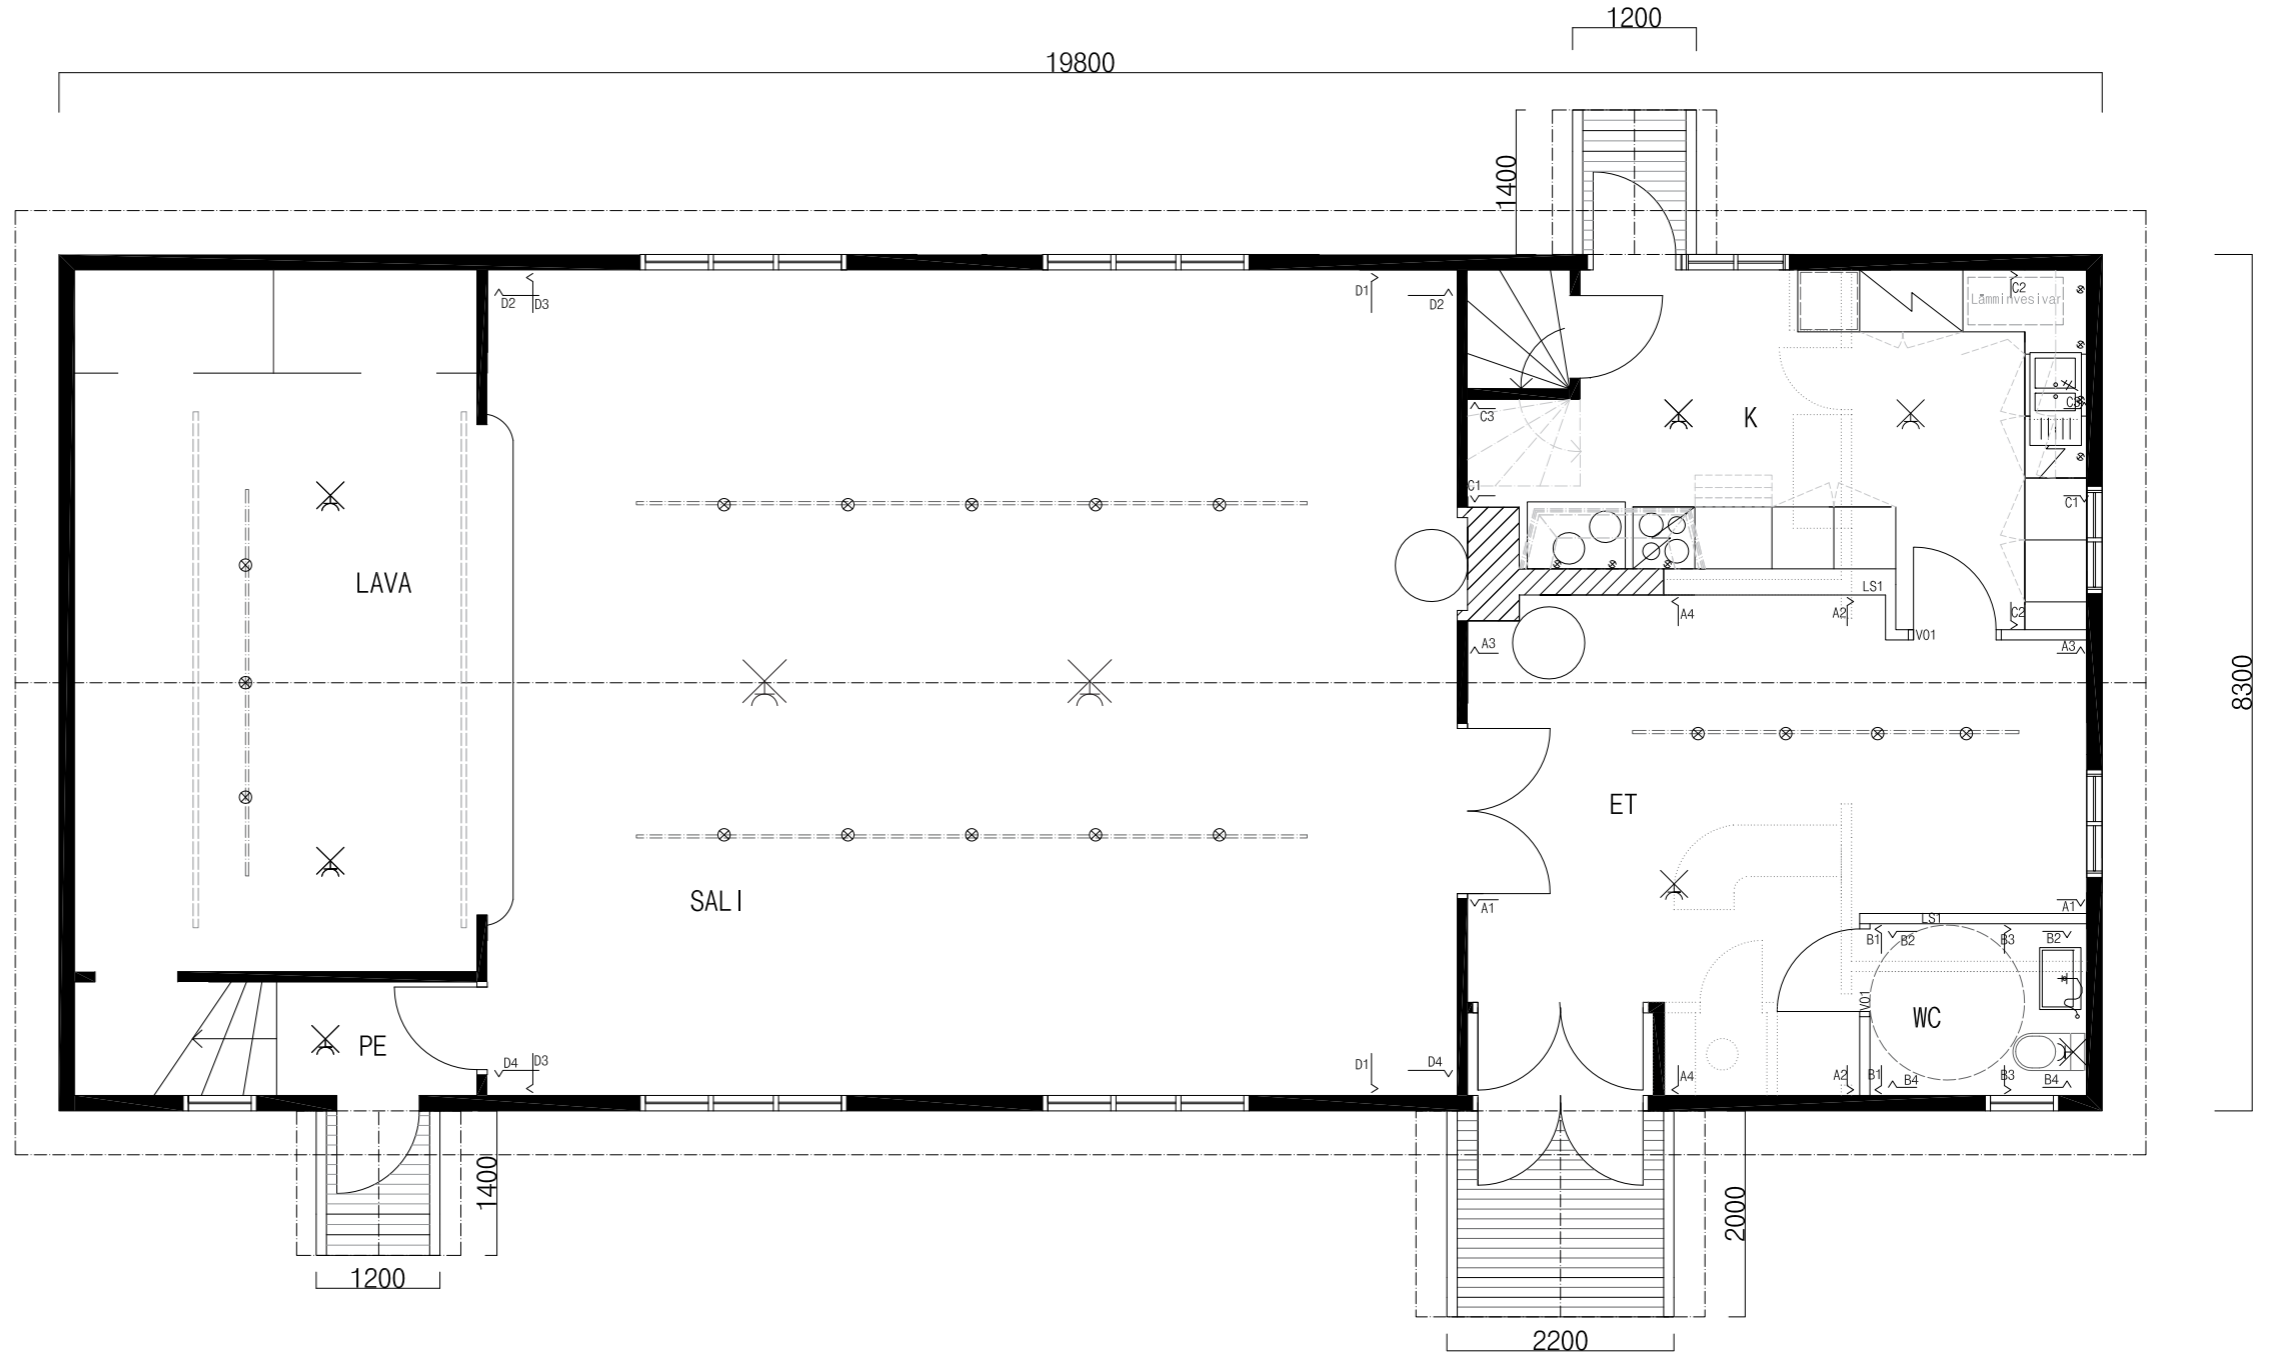 1200
19800
1400
D2
D3
D1
D2
C2
Lämminvesivar
C3
K
C3
C1
C1
LAVA
LS1
A4
A2
C2
V01
A3
A3
8300
ET
SALI
A1
A1
LS1
B1
B2
B3
B2
V01
WC
PE
D4
D3
D1
D4
A4
A2
B1
B4
B3
B4
1400
2000
1200
2200